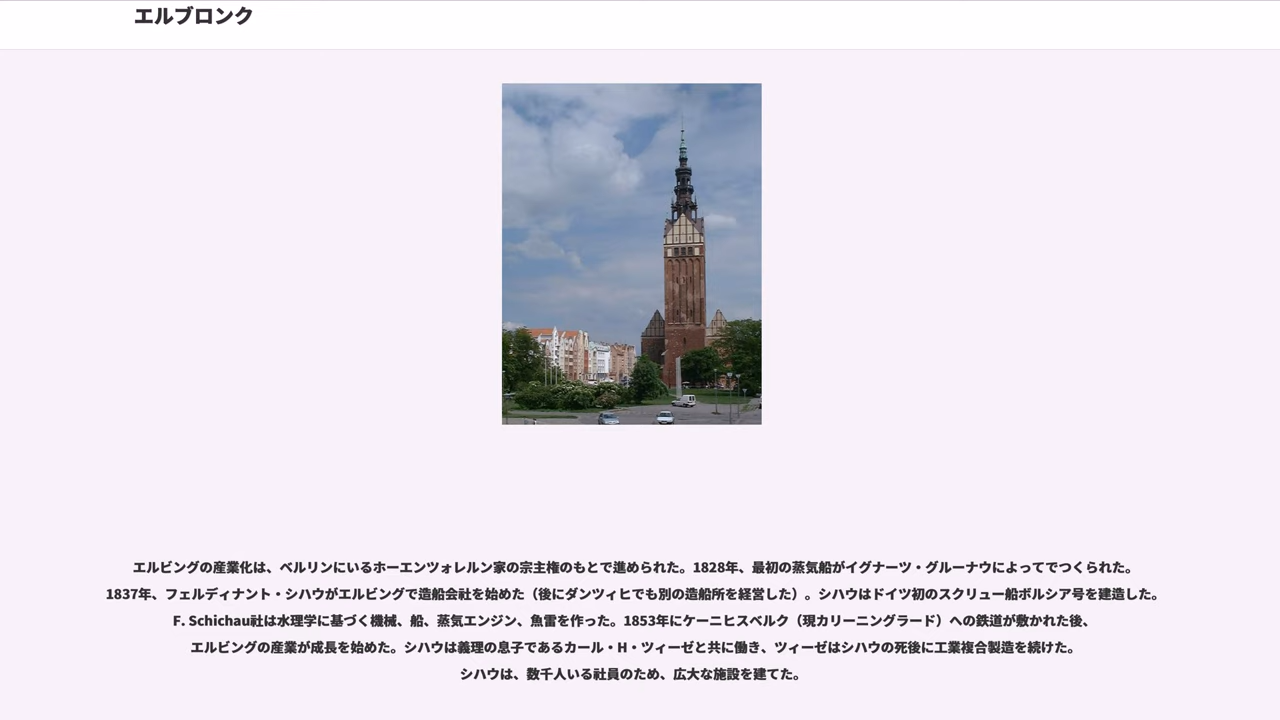 エルブロンク
エルビングの産業化は、ベルリンにいるホーエンツォレルン家の宗主権のもとで進められた。1828年、最初の蒸気船がイグナーツ・グルーナウによってでつくられた。
1837年、フェルディナント・シハウがエルビングで造船会社を始めた（後にダンツィヒでも別の造船所を経営した）。シハウはドイツ初のスクリュー船ボルシア号を建造した。
F. Schichau社は水理学に基づく機械、船、蒸気エンジン、魚雷を作った。1853年にケーニヒスベルク（現カリーニングラード）への鉄道が敷かれた後、
エルビングの産業が成長を始めた。シハウは義理の息子であるカール・H・ツィーゼと共に働き、ツィーゼはシハウの死後に工業複合製造を続けた。
シハウは、数千人いる社員のため、広大な施設を建てた。